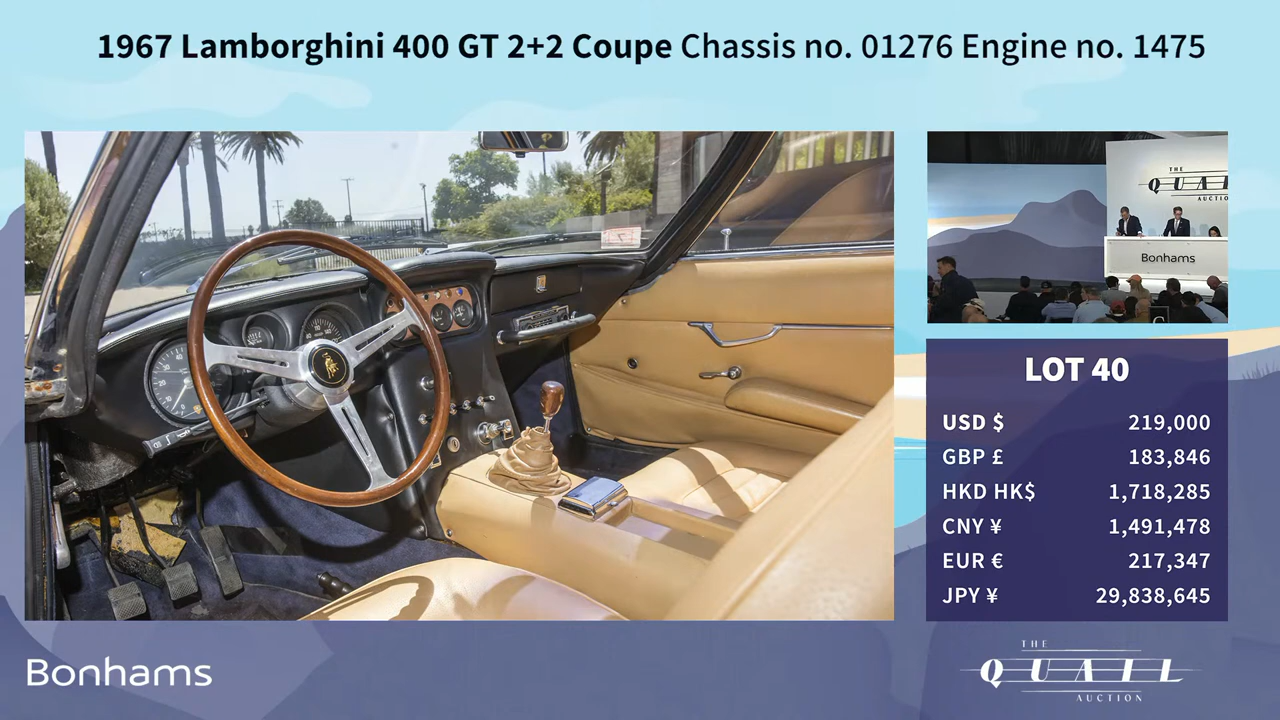 1967 Lamborghini 400 GT 2+2 Coupe Chassis no. 01276 Engine no. 1475
THE
QUAIL
AUCTION
Bonhams
LOT 40
USD $ 219,000
GBP £ 183,846
HKD HK$ 1,718,285
CNY ¥ 1,491,478
EUR € 217,347
JPY ¥ 29,838,645
Bonhams
THE
QUAIL
AUCTION